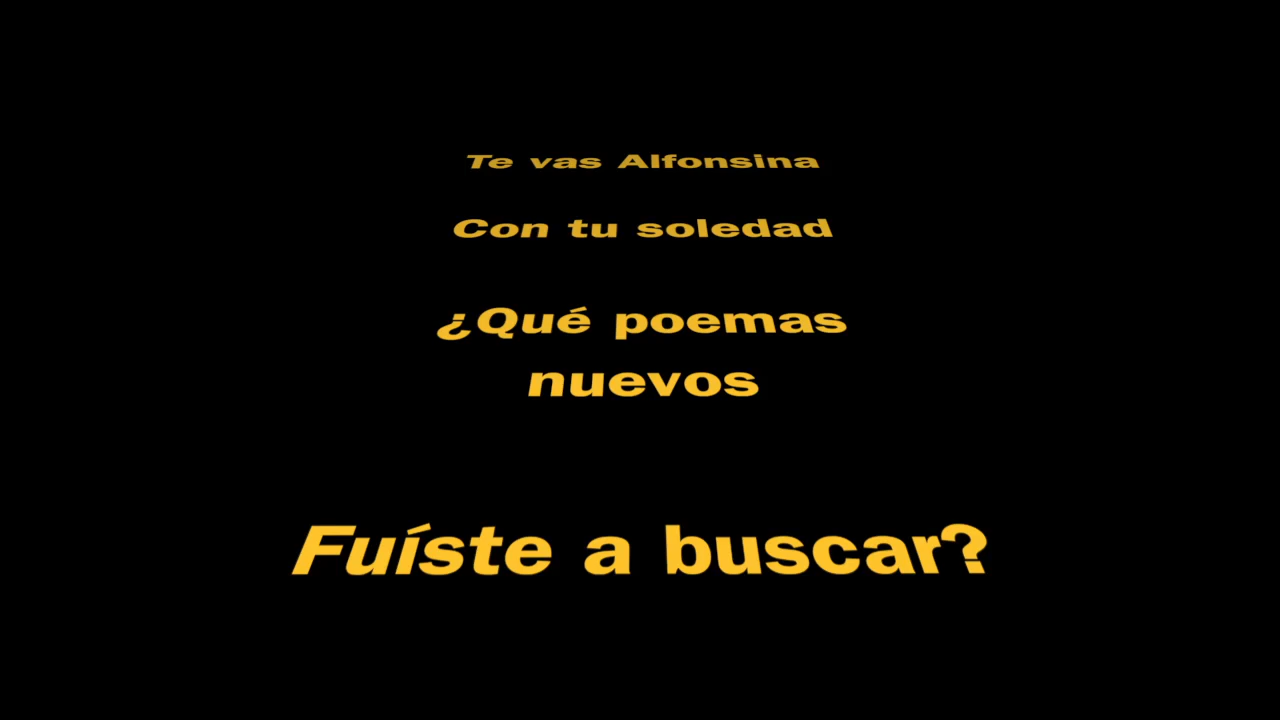 Te vas Alfonsina
Con tu soledad
¿Qué poemas
nuevos
Fuíste a buscar?